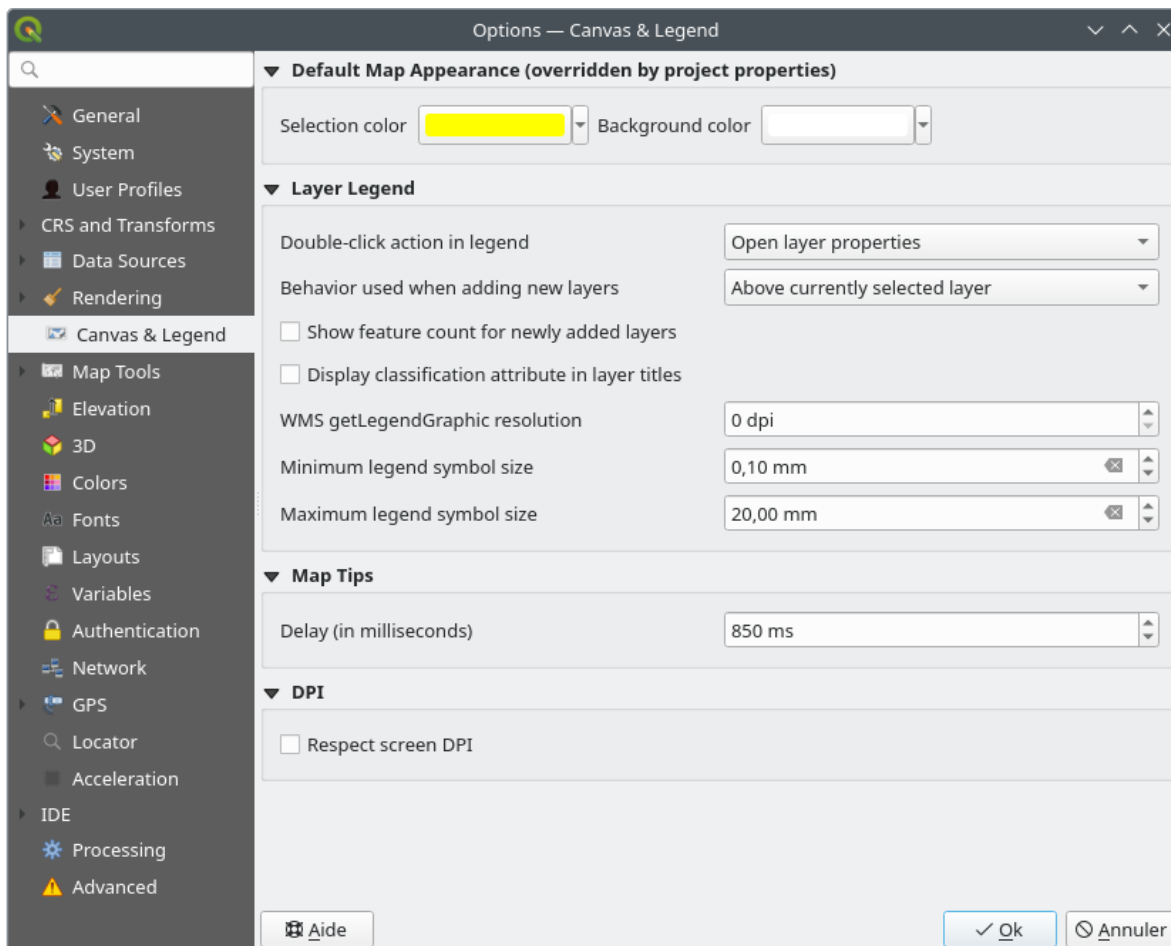 Options — Canvas & Legend
General
System
User Profiles
CRS and Transforms
Data Sources
Rendering
Canvas & Legend
Map Tools
Elevation
3D
Colors
Aa Fonts
Layouts
ε Variables
Authentication
Network
GPS
Locator
Acceleration
IDE
Processing
Advanced
Default Map Appearance (overridden by project properties)
Selection color Background color
Layer Legend
Double-click action in legend Open layer properties
Behavior used when adding new layers Above currently selected layer
Show feature count for newly added layers
Display classification attribute in layer titles
WMS getLegendGraphic resolution 0 dpi
Minimum legend symbol size 0,10 mm
Maximum legend symbol size 20,00 mm
Map Tips
Delay (in milliseconds) 850 ms
DPI
Respect screen DPI
Aide Ok Annuler